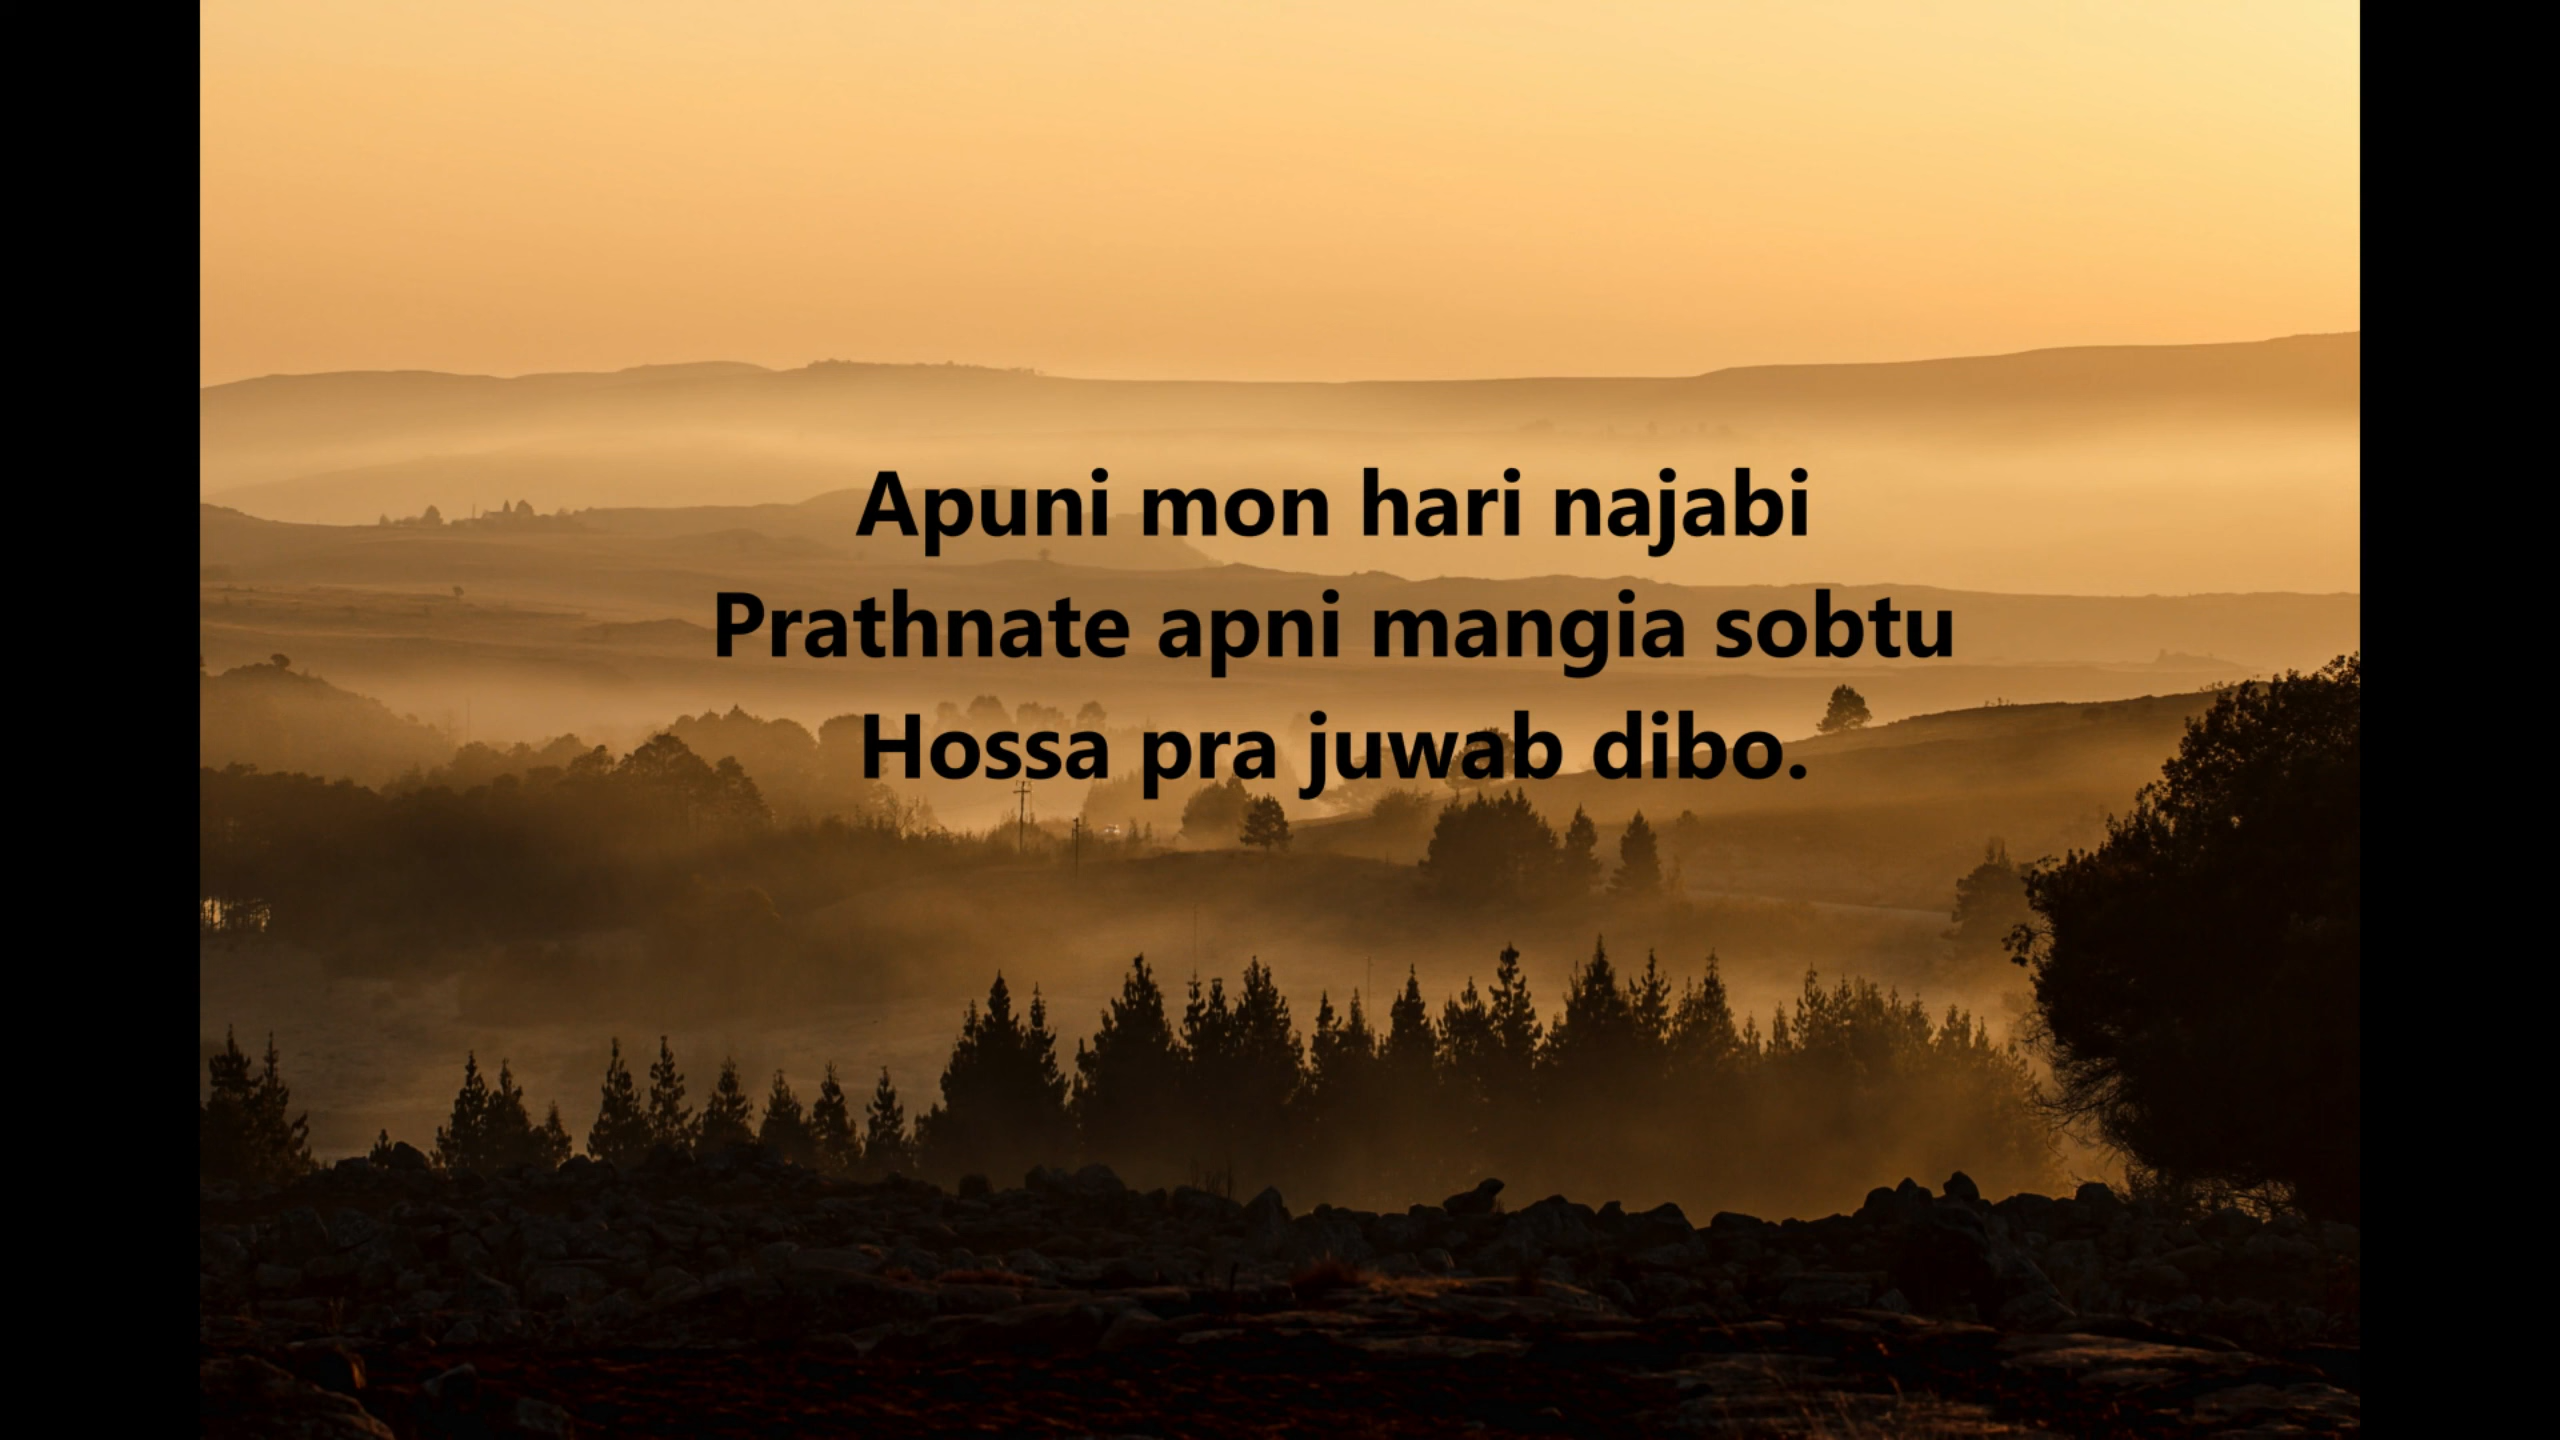 Apuni mon hari najabi
Prathnate apni mangia sobtu
Hossa pra juwab dibo.